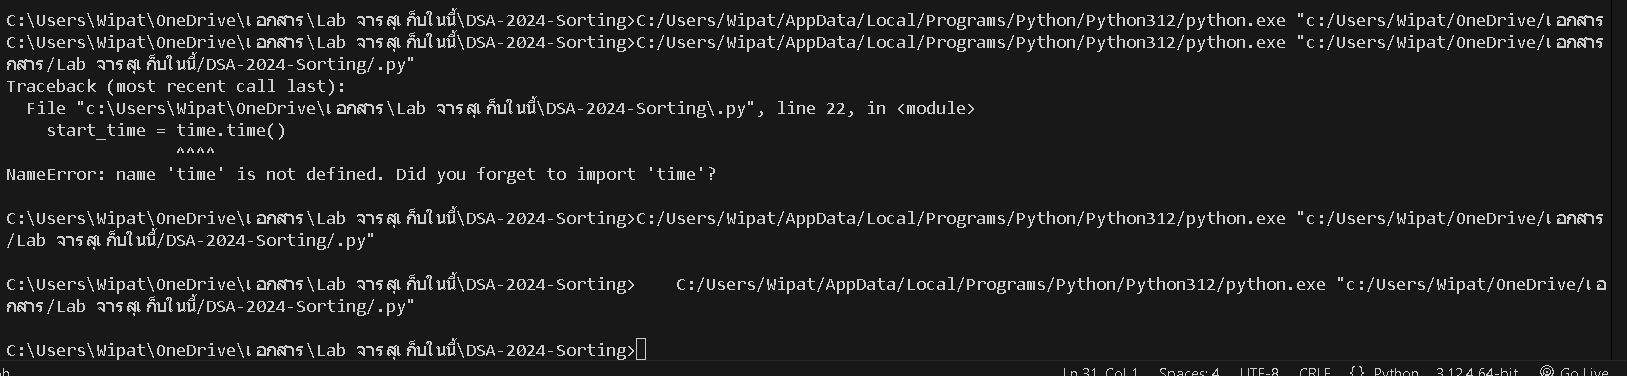 C:\Users\Wipat\OneDrive\เอกสาร\Lab จารสุเก็บในนี้\DSA-2024-Sorting>C:/Users/Wipat/AppData/Local/Programs/Python/Python312/python.exe "c:/Users/Wipat/OneDrive/เอกสาร
C:\Users\Wipat\OneDrive\เอกสาร\Lab จารสุเก็บในนี้\DSA-2024-Sorting>C:/Users/Wipat/AppData/Local/Programs/Python/Python312/python.exe "c:/Users/Wipat/OneDrive/เอกสาร
กสาร/Lab จารสุเก็บในนี้/DSA-2024-Sorting/.py"
Traceback (most recent call last):
  File "c:\Users\Wipat\OneDrive\เอกสาร\Lab จารสุเก็บในนี้\DSA-2024-Sorting\.py", line 22, in <module>
    start_time = time.time()
                 ^^^^
NameError: name 'time' is not defined. Did you forget to import 'time'?
C:\Users\Wipat\OneDrive\เอกสาร\Lab จารสุเก็บในนี้\DSA-2024-Sorting>C:/Users/Wipat/AppData/Local/Programs/Python/Python312/python.exe "c:/Users/Wipat/OneDrive/เอกสาร
/Lab จารสุเก็บในนี้/DSA-2024-Sorting/.py"
C:\Users\Wipat\OneDrive\เอกสาร\Lab จารสุเก็บในนี้\DSA-2024-Sorting>    C:/Users/Wipat/AppData/Local/Programs/Python/Python312/python.exe "c:/Users/Wipat/OneDrive/เอ
กสาร/Lab จารสุเก็บในนี้/DSA-2024-Sorting/.py"
C:\Users\Wipat\OneDrive\เอกสาร\Lab จารสุเก็บในนี้\DSA-2024-Sorting>
Ln 31, Col 1 Spaces: 4 UTF-8 CRLF {} Python 3.12.4 64-bit Go Live